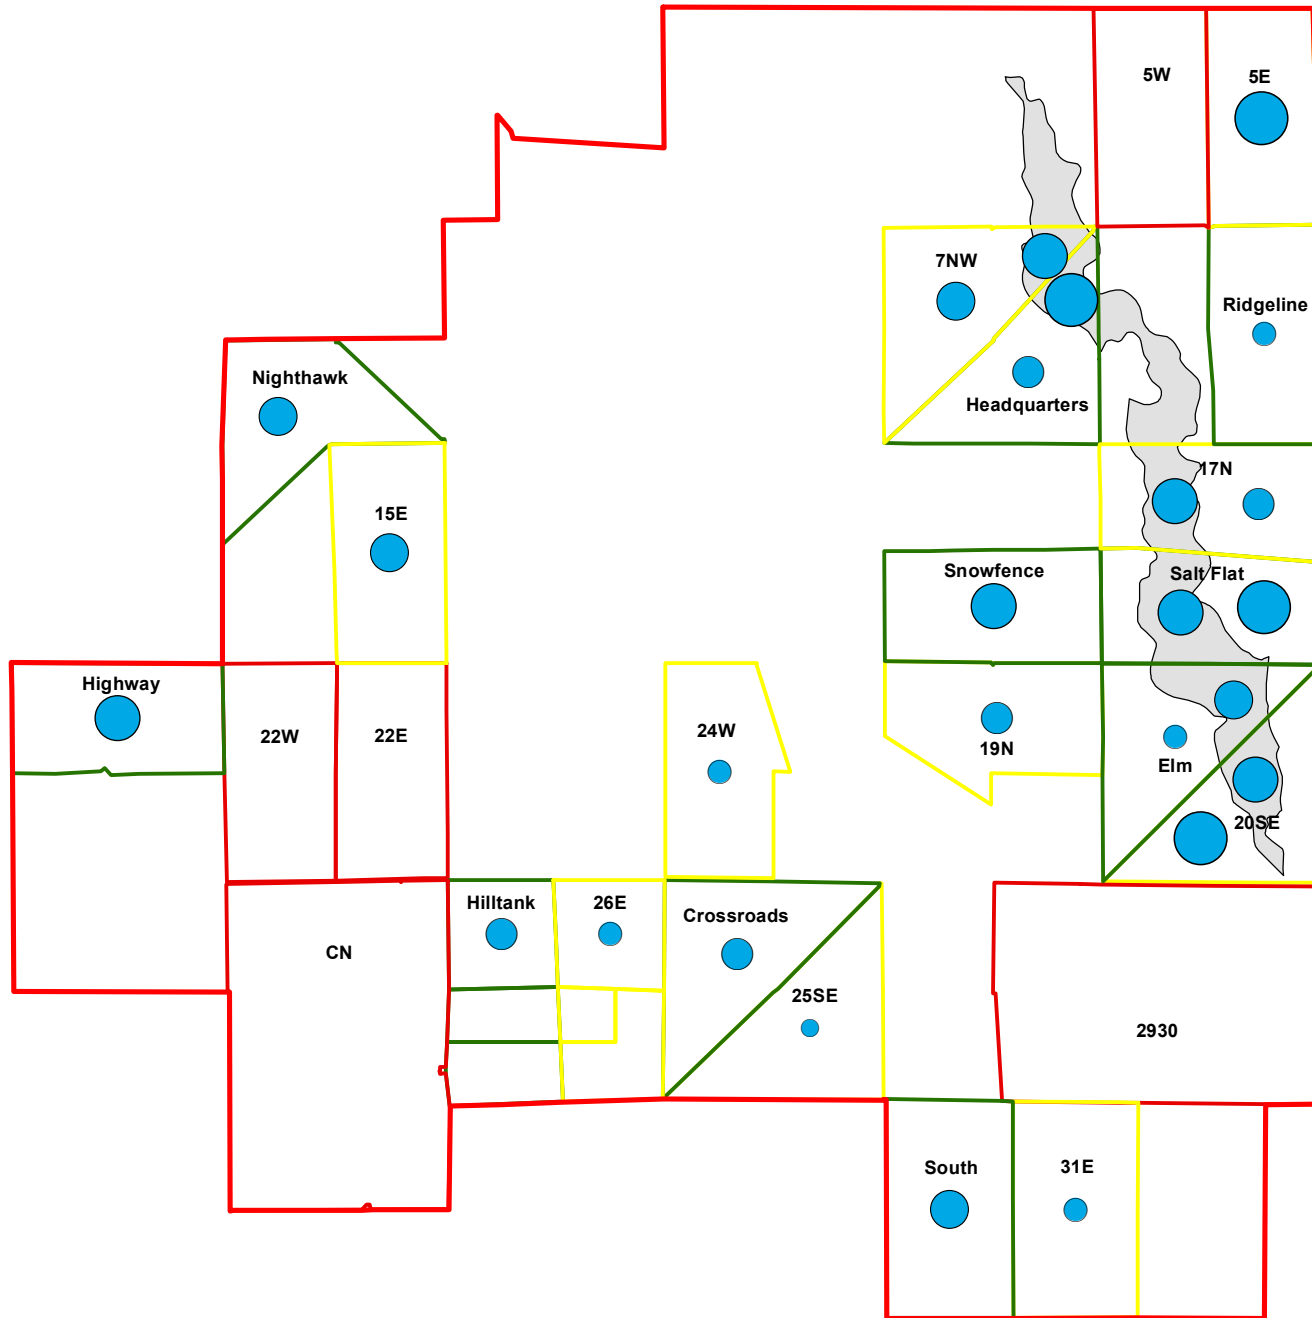 5W
5E
7NW
Ridgeline
Nighthawk
Headquarters
17N
15E
Snowfence
Salt Flat
Highway
22W
22E
24W
19N
Elm
20SE
Hilltank
26E
Crossroads
CN
25SE
2930
South
31E